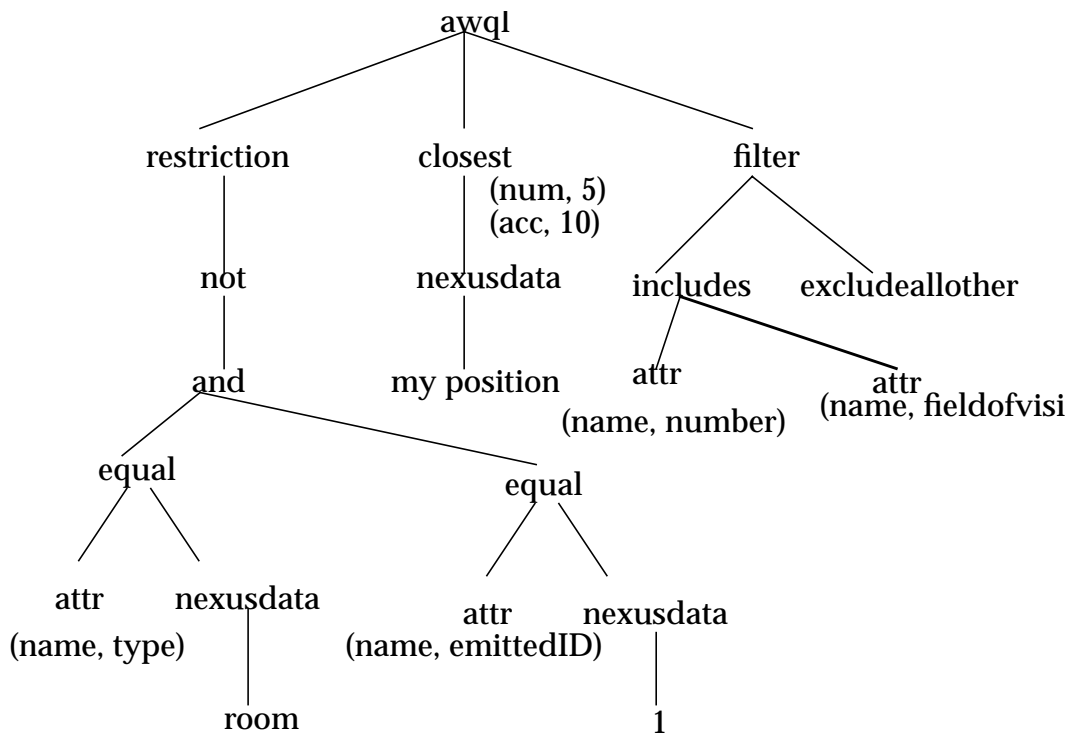 awql
restriction
closest
filter
(num, 5)
(acc, 10)
not
nexusdata
includes
excludeallother
and
my position
attr
attr
(name, number)
(name, fieldofvisi
equal
equal
attr
nexusdata
attr
nexusdata
(name, type)
(name, emittedID)
room
1